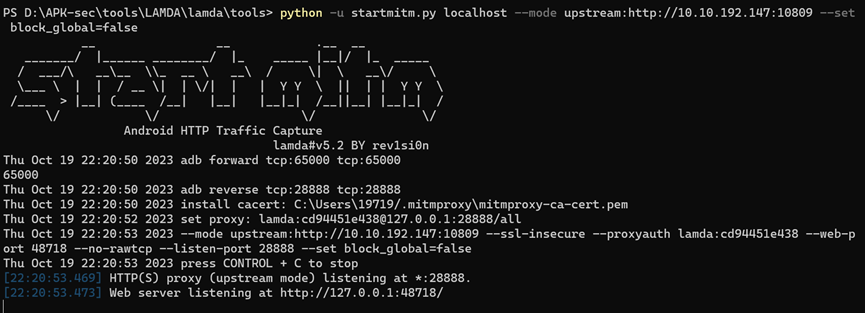 PS D:\APK-sec\tools\LAMDA\lamda\tools> python -u startmitm.py localhost --mode upstream:http://10.10.192.147:10809 --set
 block_global=false
startmitm
Android HTTP Traffic Capture
lamda#v5.2 BY rev1si0n
Thu Oct 19 22:20:50 2023 adb forward tcp:65000 tcp:65000
65000
Thu Oct 19 22:20:50 2023 adb reverse tcp:28888 tcp:28888
Thu Oct 19 22:20:50 2023 install cacert: C:\Users\19719/.mitmproxy\mitmproxy-ca-cert.pem
Thu Oct 19 22:20:52 2023 set proxy: lamda:cd94451e438@127.0.0.1:28888/all
Thu Oct 19 22:20:53 2023 --mode upstream:http://10.10.192.147:10809 --ssl-insecure --proxyauth lamda:cd94451e438 --web-p
ort 48718 --no-rawtcp --listen-port 28888 --set block_global=false
Thu Oct 19 22:20:53 2023 press CONTROL + C to stop
[22:20:53.469] HTTP(S) proxy (upstream mode) listening at *:28888.
[22:20:53.473] Web server listening at http://127.0.0.1:48718/